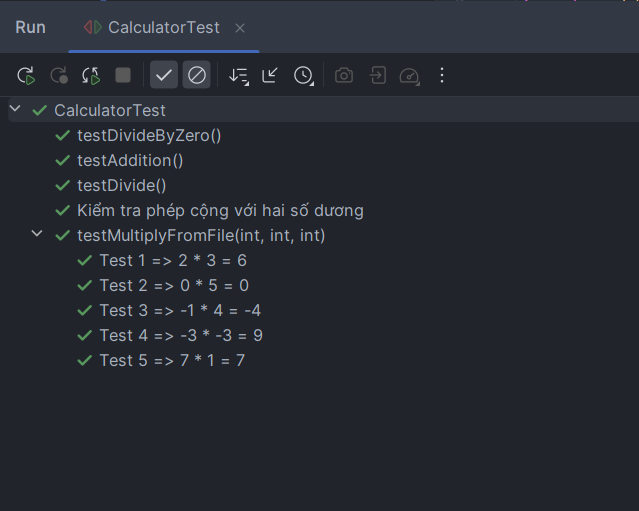 Run CalculatorTest
CalculatorTest
testDivideByZero()
testAddition()
testDivide()
Kiểm tra phép cộng với hai số dương
testMultiplyFromFile(int, int, int)
Test 1 => 2 * 3 = 6
Test 2 => 0 * 5 = 0
Test 3 => -1 * 4 = -4
Test 4 => -3 * -3 = 9
Test 5 => 7 * 1 = 7